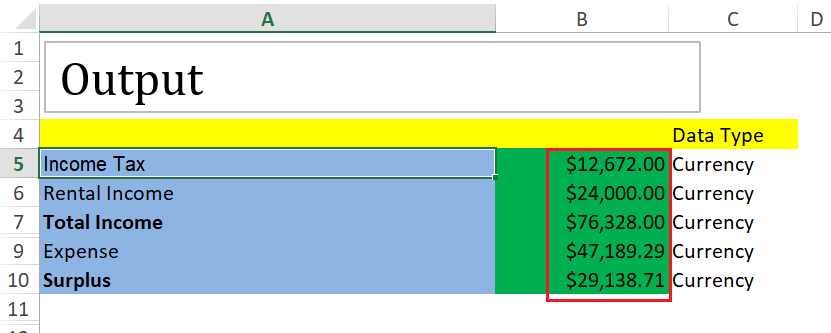 A B C D
1
2 Output
3
4 Data Type
5 Income Tax $12,672.00 Currency
6 Rental Income $24,000.00 Currency
7 Total Income $76,328.00 Currency
9 Expense $47,189.29 Currency
10 Surplus $29,138.71 Currency
11